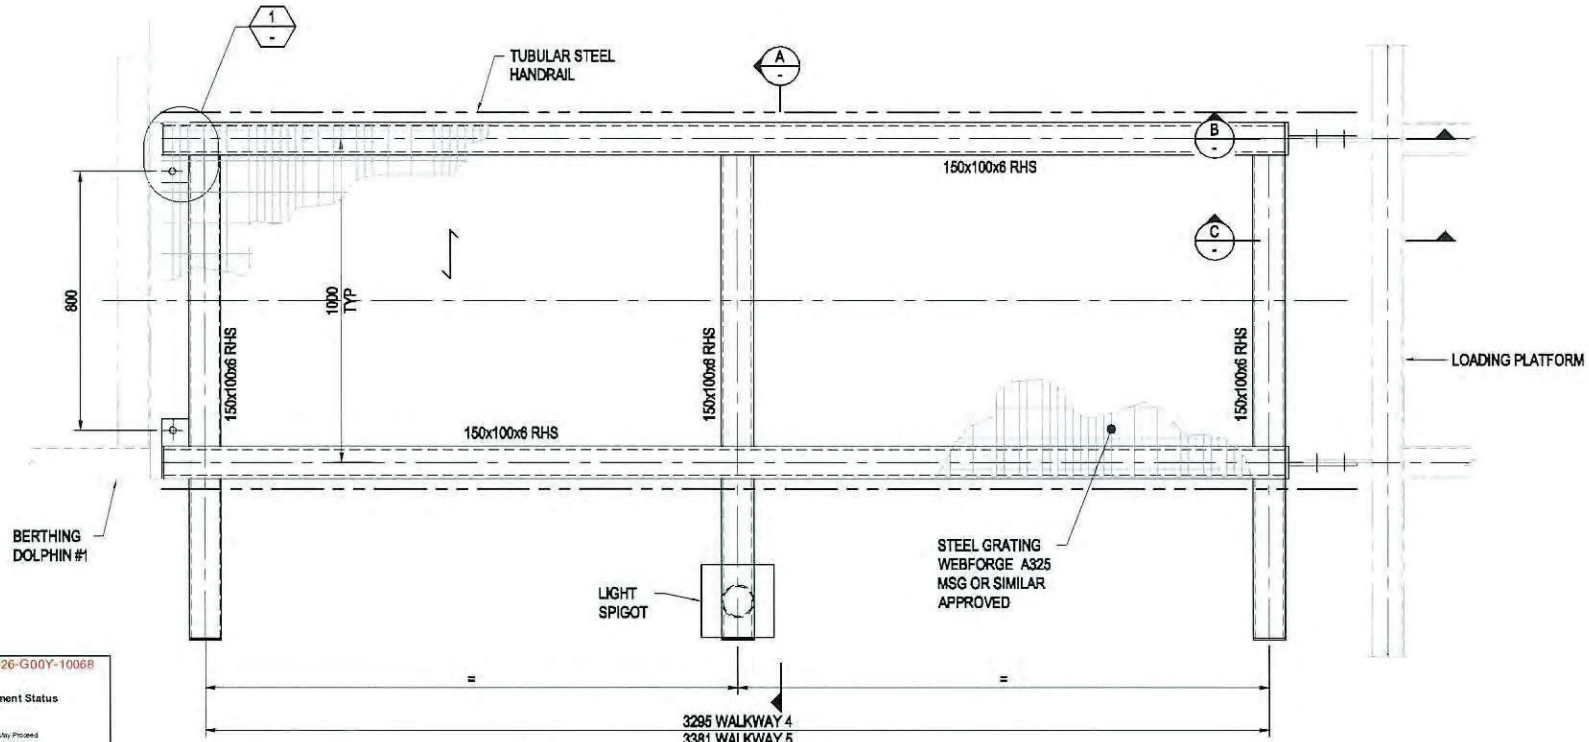 1
-
TUBULAR STEEL
HANDRAIL
A
-
B
-
150x100x6 RHS
C
-
800
1000
TYP
150x100x6 RHS
150x100x6 RHS
150x100x6 RHS
LOADING PLATFORM
150x100x6 RHS
BERTHING
DOLPHIN #1
LIGHT
SPIGOT
STEEL GRATING
WEBFORGE A325
MSG OR SIMILAR
APPROVED
26-G00Y-10068
ment Status
May Proceed
=
=
3295 WALKWAY 4
3381 WALKWAY 5